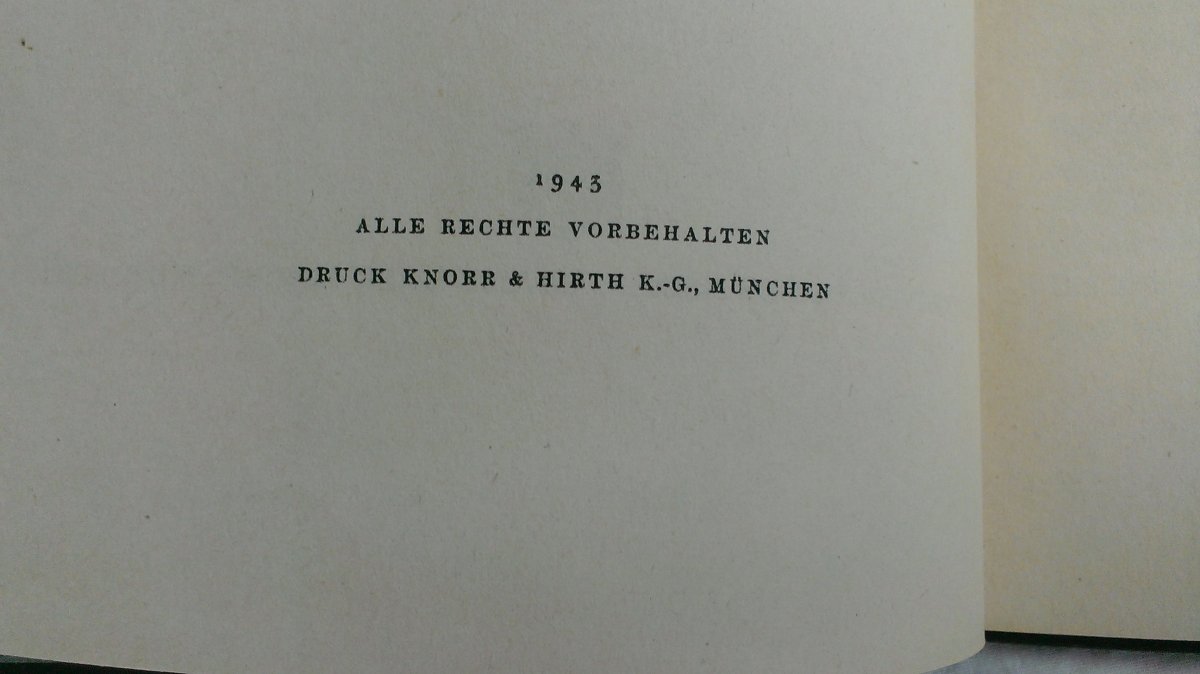 1943
ALLE RECHTE VORBEHALTEN
DRUCK KNORR & HIRTH K.-G., MÜNCHEN